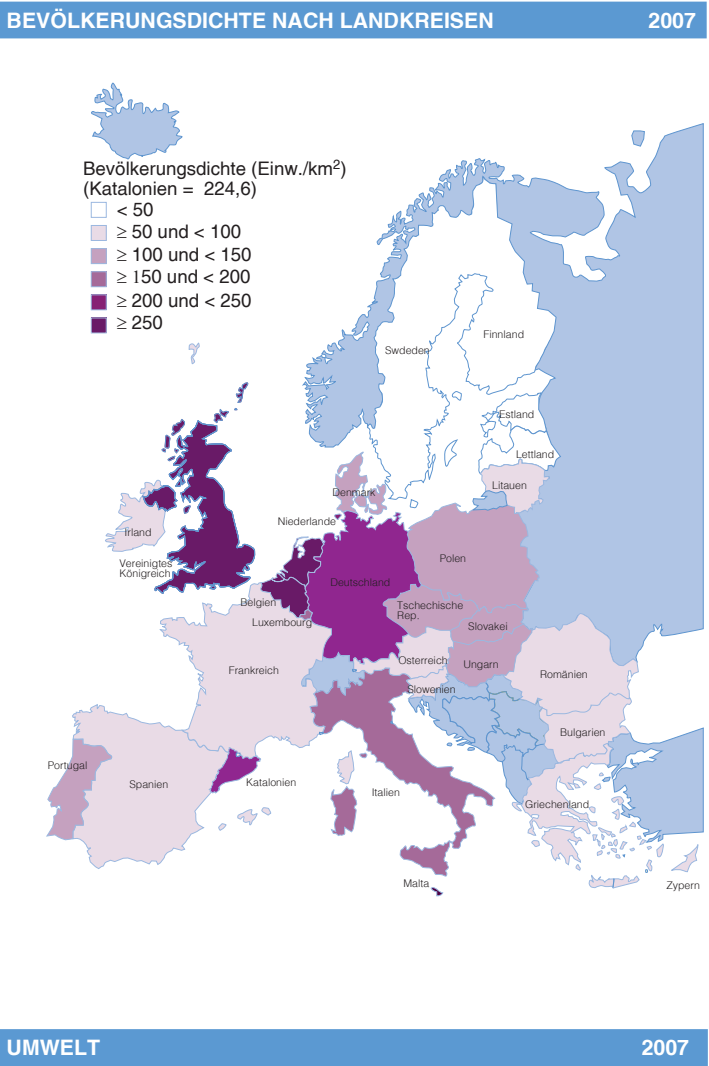 BEVÖLKERUNGSDICHTE NACH LANDKREISEN 2007
Bevölkerungsdichte (Einw./km²)
(Katalonien = 224,6)
< 50
≥ 50 und < 100
≥ 100 und < 150
≥ 150 und < 200
≥ 200 und < 250
≥ 250
Finnland
Swdeden
Estland
Lettland
Litauen
Denmark
Niederlande
Irland
Vereinigtes
Königreich
Polen
Deutschland
Belgien
Tschechische
Rep.
Luxembourg
Slovakei
Österreich
Ungarn
Frankreich
Romänien
Slowenien
Bulgarien
Portugal
Spanien
Katalonien
Italien
Griechenland
Malta
Zypern
UMWELT 2007